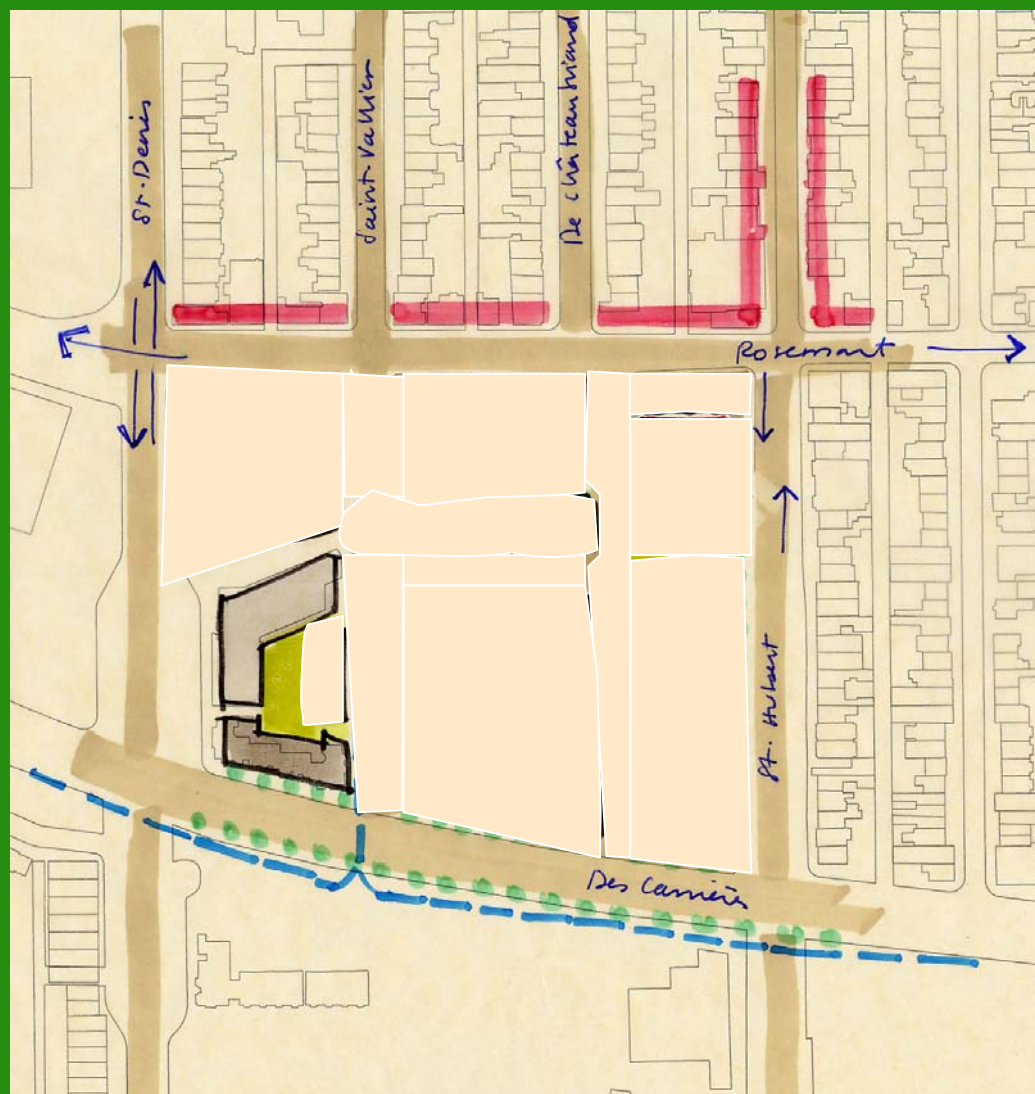 St-Denis
Saint-Vallier
De Châteaubriand
Rosemont
St. Hubert
Des Carrières